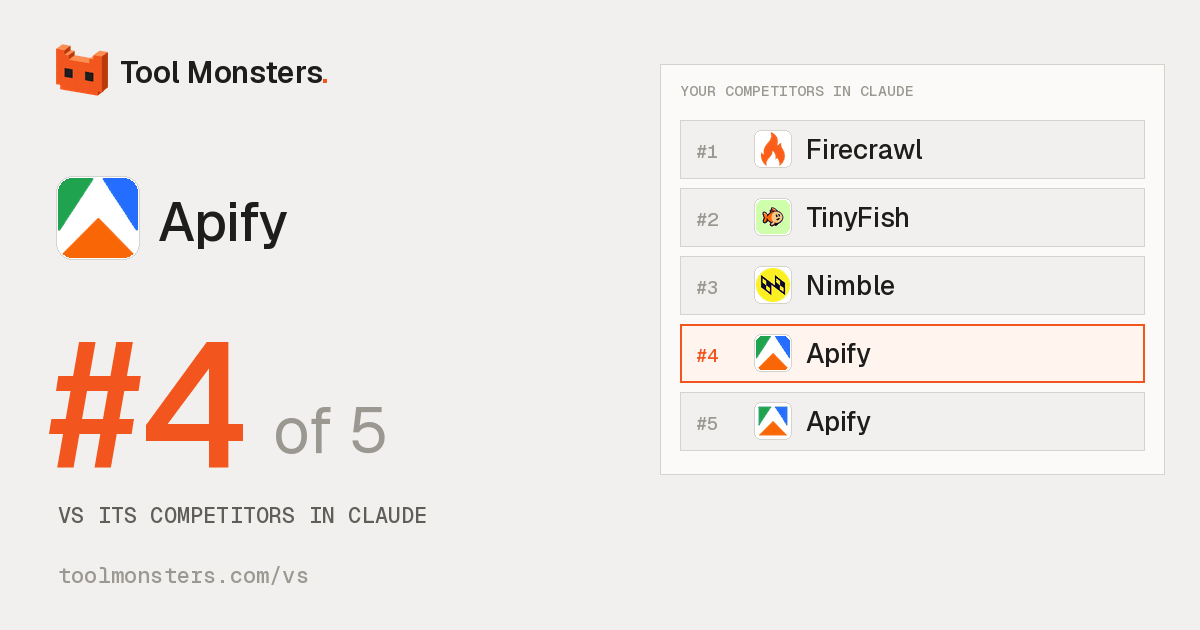 Tool Monsters.
Apify
#4 of 5
VS ITS COMPETITORS IN CLAUDE
toolmonsters.com/vs
YOUR COMPETITORS IN CLAUDE
#1 Firecrawl
#2 TinyFish
#3 Nimble
#4 Apify
#5 Apify